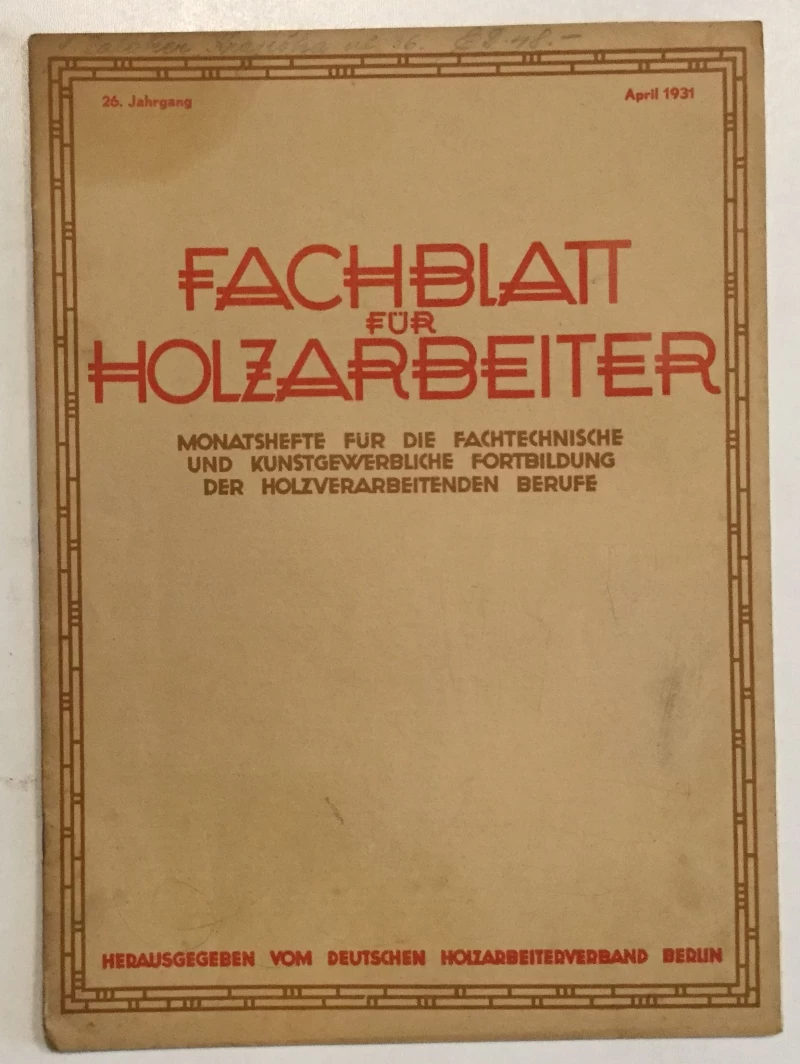 26. Jahrgang
April 1931
FACHBLATT
FÜR
HOLZARBEITER
MONATSHEFTE FÜR DIE FACHTECHNISCHE
UND KUNSTGEWERBLICHE FORTBILDUNG
DER HOLZVERARBEITENDEN BERUFE
HERAUSGEGEBEN VOM DEUTSCHEN HOLZARBEITERVERBAND BERLIN